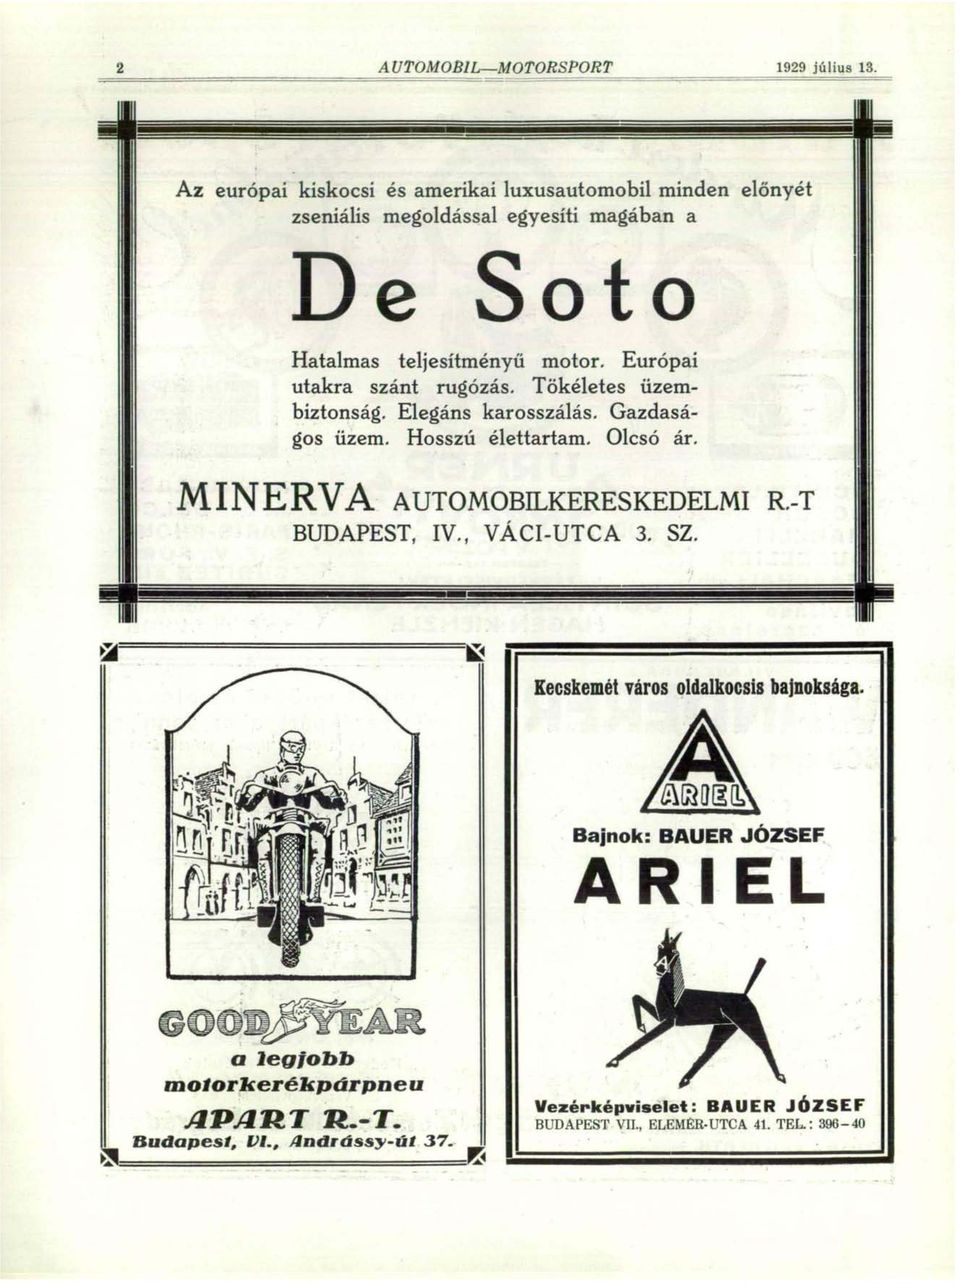 2 AUTOMOBIL—MOTORSPORT 1929 július 13.
Az európai kiskocsi és amerikai luxusautomobil minden előnyét
zseniális megoldással egyesíti magában a
De Soto
Hatalmas teljesítményű motor. Európai
utakra szánt rugózás. Tökéletes üzem-
biztonság. Elegáns karosszálás. Gazdasá-
gos üzem. Hosszú élettartam. Olcsó ár.
MINERVA AUTOMOBILKERESKEDELMI R.-T
BUDAPEST, IV., VÁCI-UTCA 3. SZ.
GOODYEAR
a legjobb
motorkerékpárpneu
APART R.-T.
Budapest, VI., Andrássy-út 37.
Kecskemét város oldalkocsis bajnoksága.
A
ARIEL
Bajnok: BAUER JÓZSEF
ARIEL
A
Vezérképviselet: BAUER JÓZSEF
BUDAPEST VII., ELEMÉR-UTCA 41. TEL.: 396-40